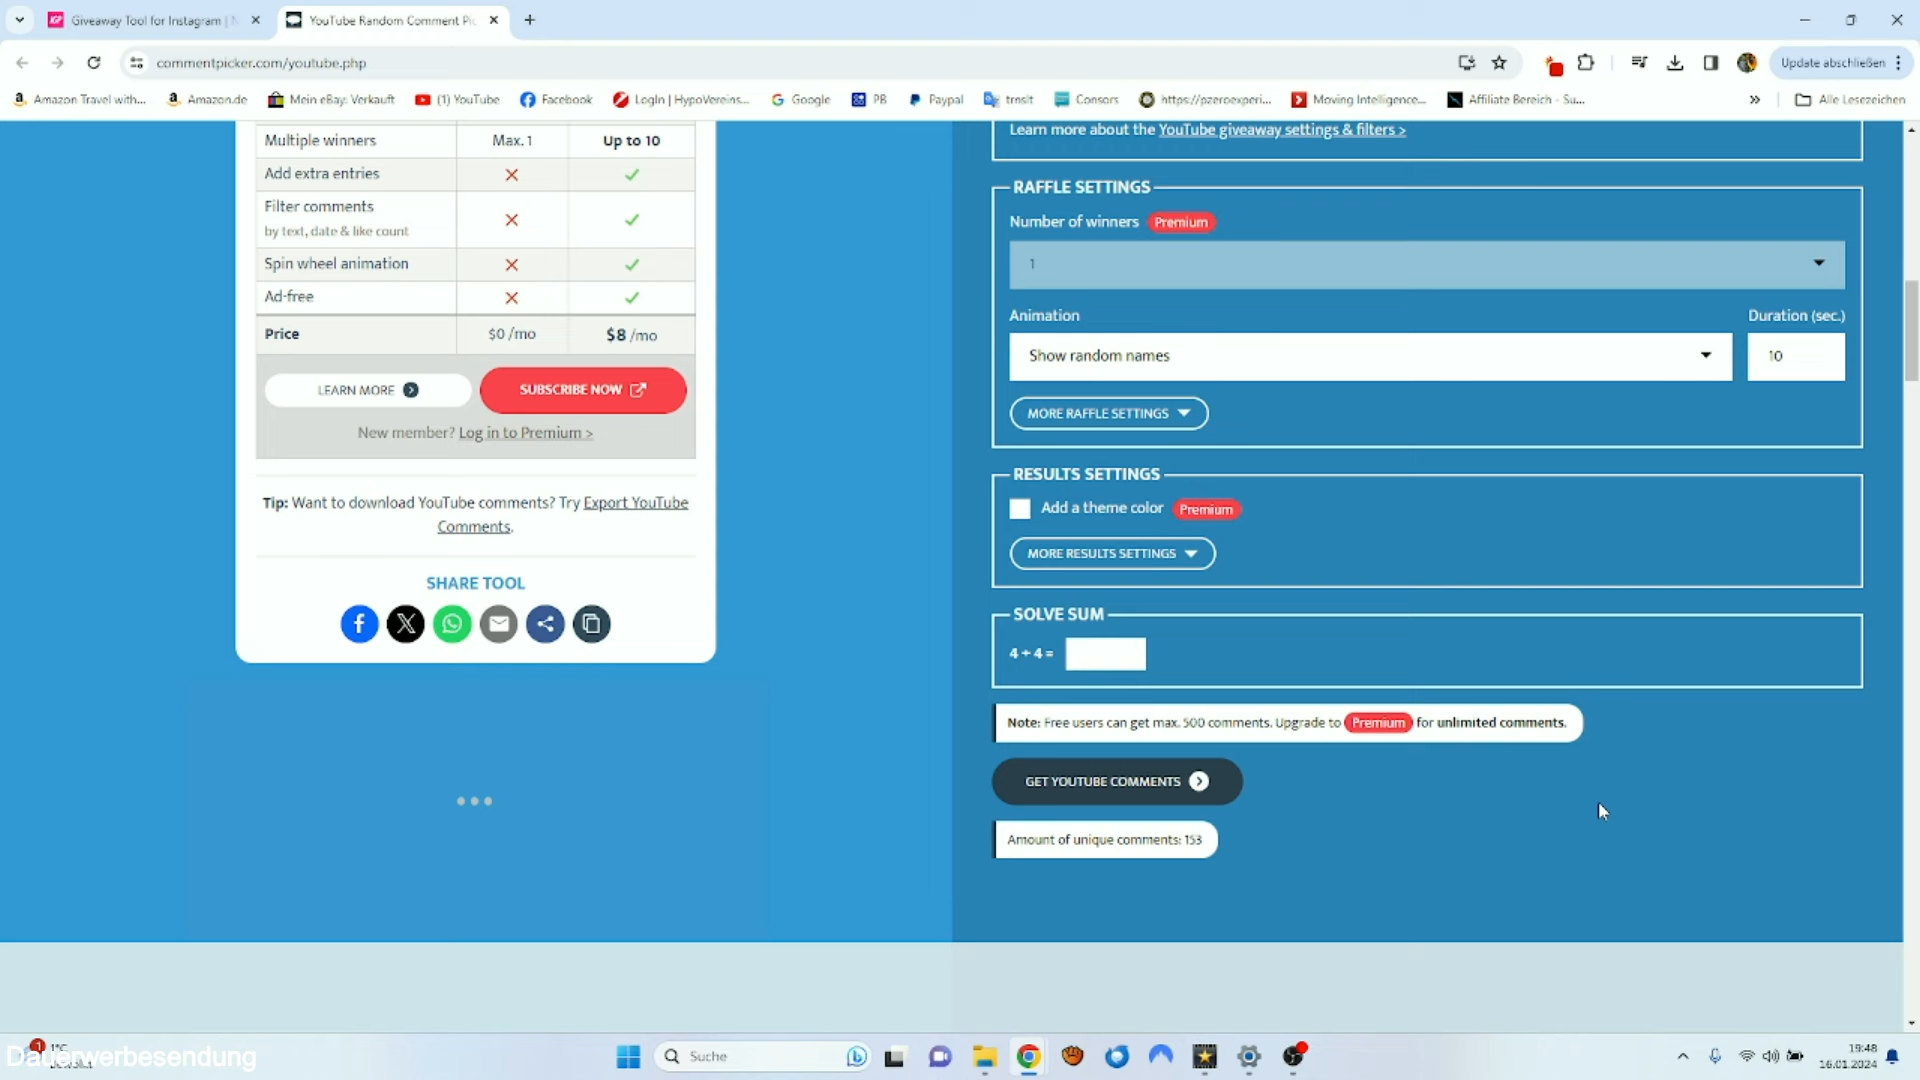 Giveaway Tool for Instagram | N
YouTube Random Comment Pic
commentpicker.com/youtube.php
Update abschließen
Amazon Travel with...
Amazon.de
Mein eBay: Verkauft
(1) YouTube
Facebook
LogIn | HypoVereins...
Google
PB
Paypal
trnslt
Consors
https://pzeroexperi...
Moving Intelligence...
Affiliate Bereich - Su...
»
Alle Lesezeichen
Multiple winners Max. 1 Up to 10
Add extra entries
Filter comments
by text, date & like count
Spin wheel animation
Ad-free
Price $0 /mo $8 /mo
LEARN MORE
SUBSCRIBE NOW
New member? Log in to Premium >
Tip: Want to download YouTube comments? Try Export YouTube
Comments.
SHARE TOOL
Learn more about the YouTube giveaway settings & filters >
RAFFLE SETTINGS
Number of winners Premium
1
Animation Duration (sec.)
Show random names 10
MORE RAFFLE SETTINGS
RESULTS SETTINGS
Add a theme color Premium
MORE RESULTS SETTINGS
SOLVE SUM
4 + 4 =
Note: Free users can get max. 500 comments. Upgrade to Premium for unlimited comments.
GET YOUTUBE COMMENTS
Amount of unique comments: 153
1
1°C
Dauerwerbesendung
Suche
19:48
16.01.2024